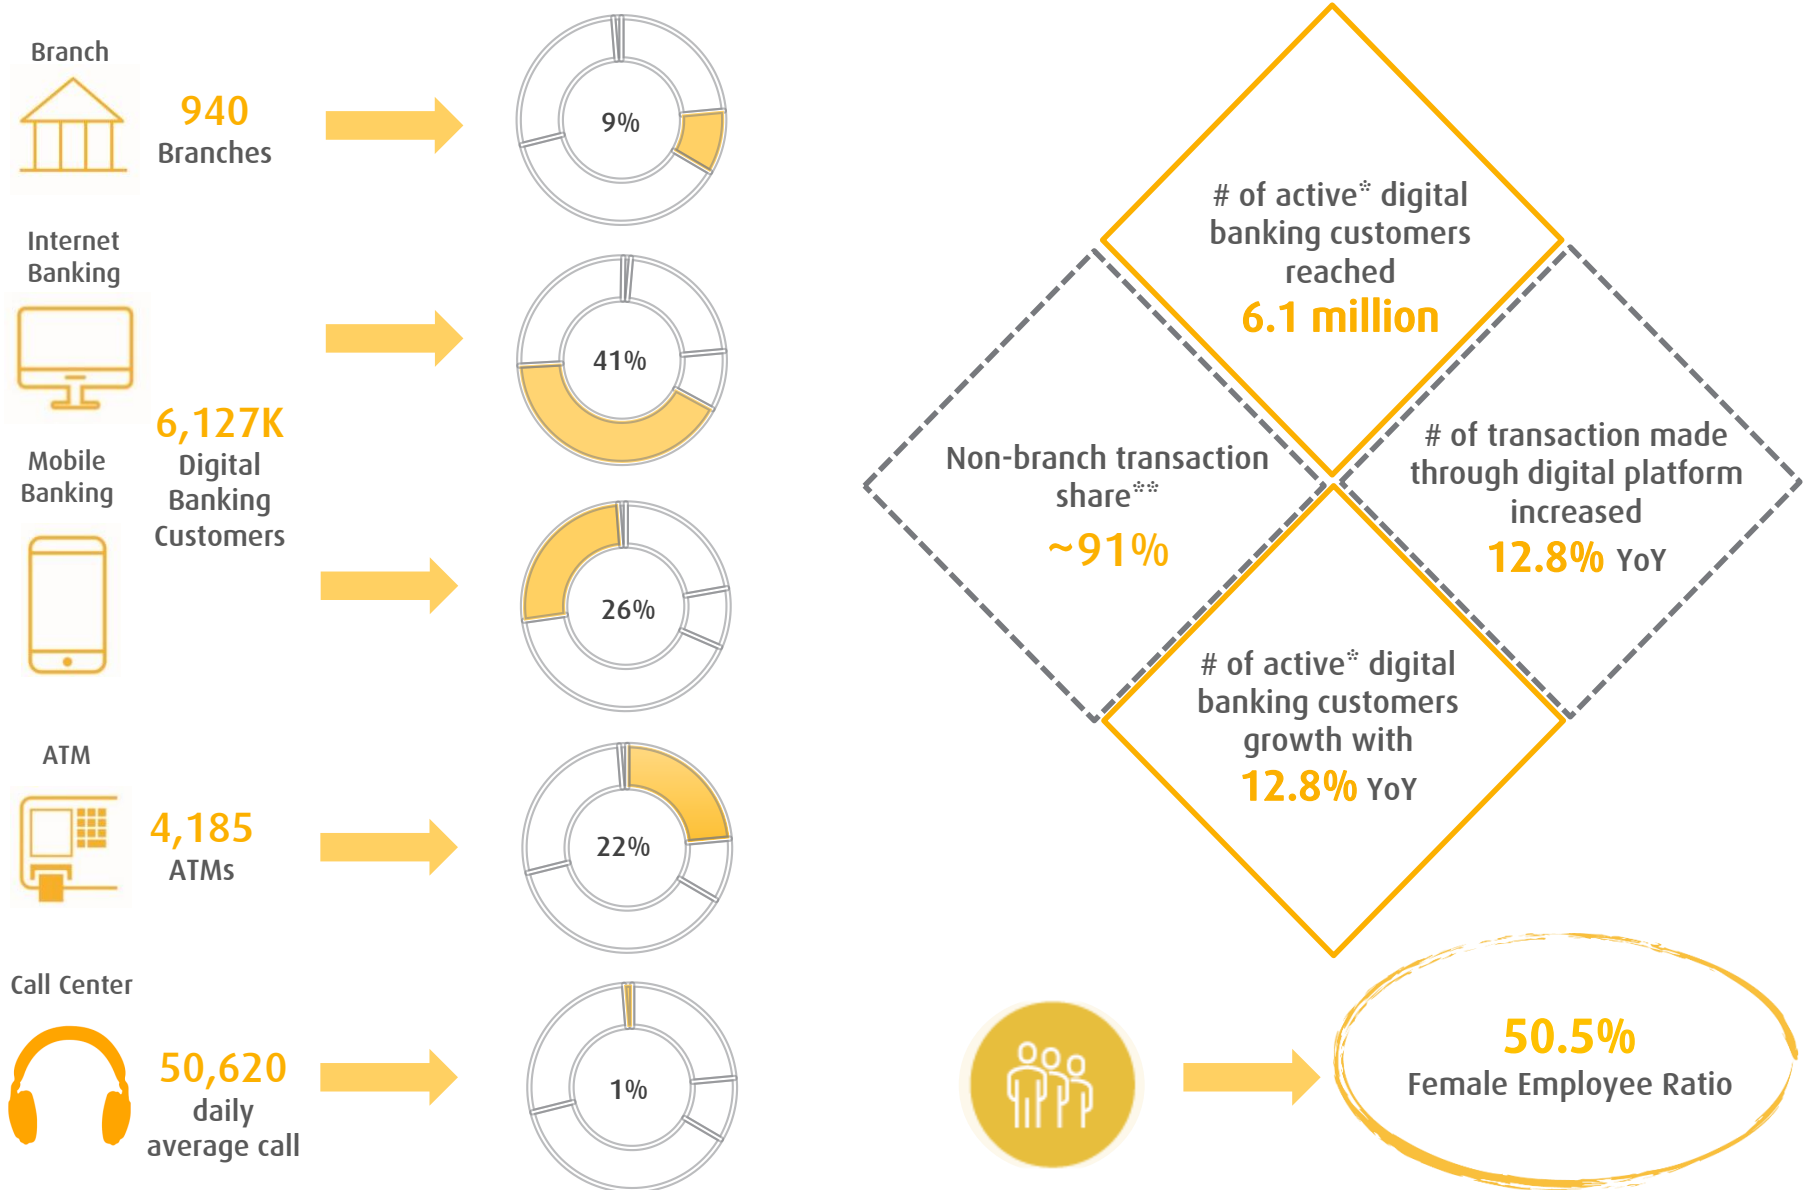 Branch
940
Branches
9%
Internet
Banking
41%
6,127K
Digital
Banking
Customers
Mobile
Banking
26%
ATM
4,185
ATMs
22%
Call Center
50,620
daily
average call
1%
# of active* digital
banking customers
reached
6.1 million
Non-branch transaction
share**
~91%
# of transaction made
through digital platform
increased
12.8% YoY
# of active* digital
banking customers
growth with
12.8% YoY
50.5%
Female Employee Ratio